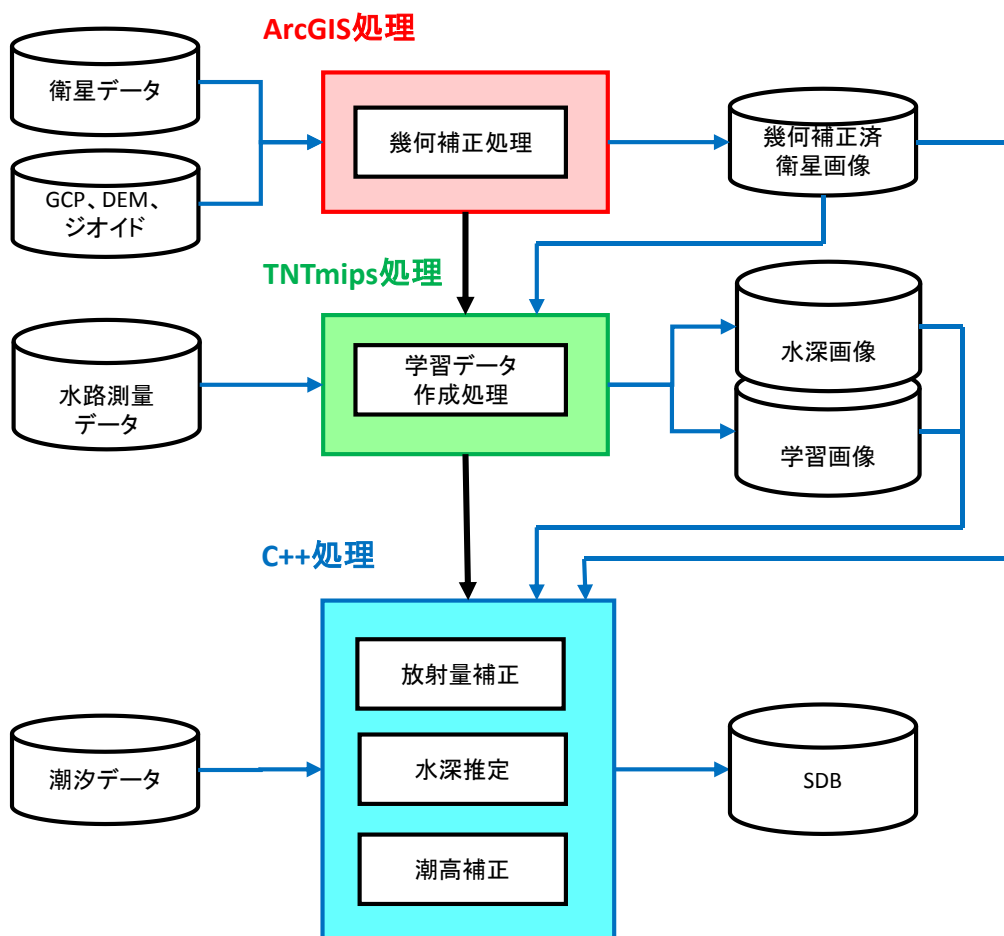 ArcGIS処理
衛星データ
GCP、DEM、
ジオイド
幾何補正処理
幾何補正済
衛星画像
TNTmips処理
水路測量
データ
学習データ
作成処理
水深画像
学習画像
C++処理
放射量補正
水深推定
潮高補正
潮汐データ
SDB